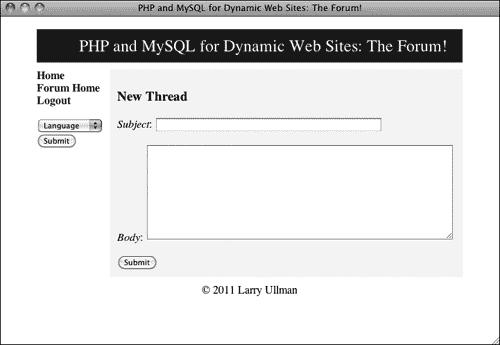 PHP and MySQL for Dynamic Web Sites: The Forum!
PHP and MySQL for Dynamic Web Sites: The Forum!
Home
Forum Home
Logout
Language
Submit
New Thread
Subject:
Body:
Submit
© 2011 Larry Ullman